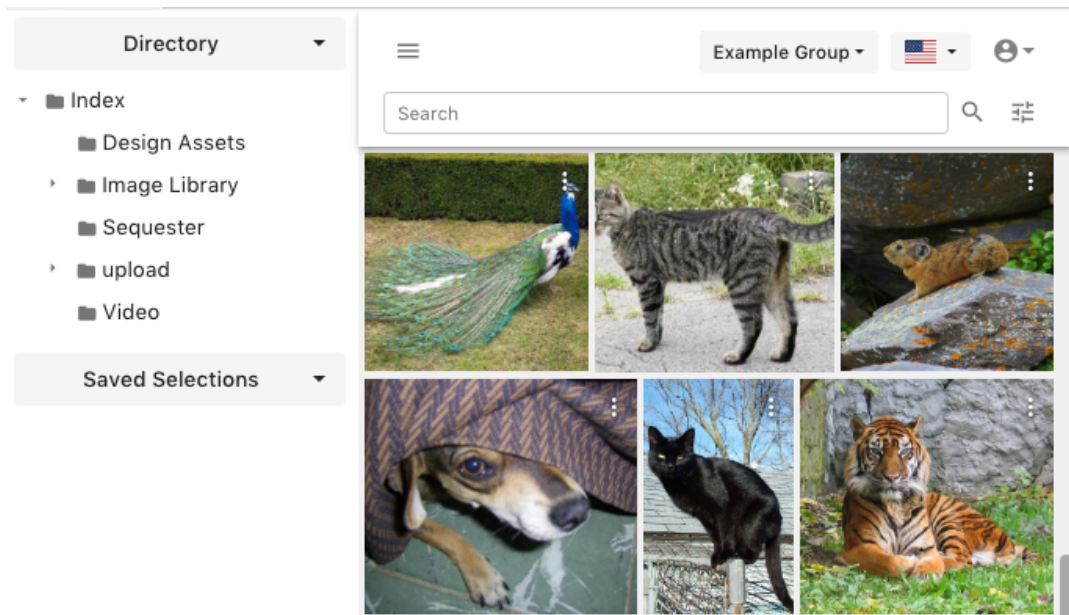 Directory
Index
Design Assets
Image Library
Sequester
upload
Video
Saved Selections
Example Group
Search